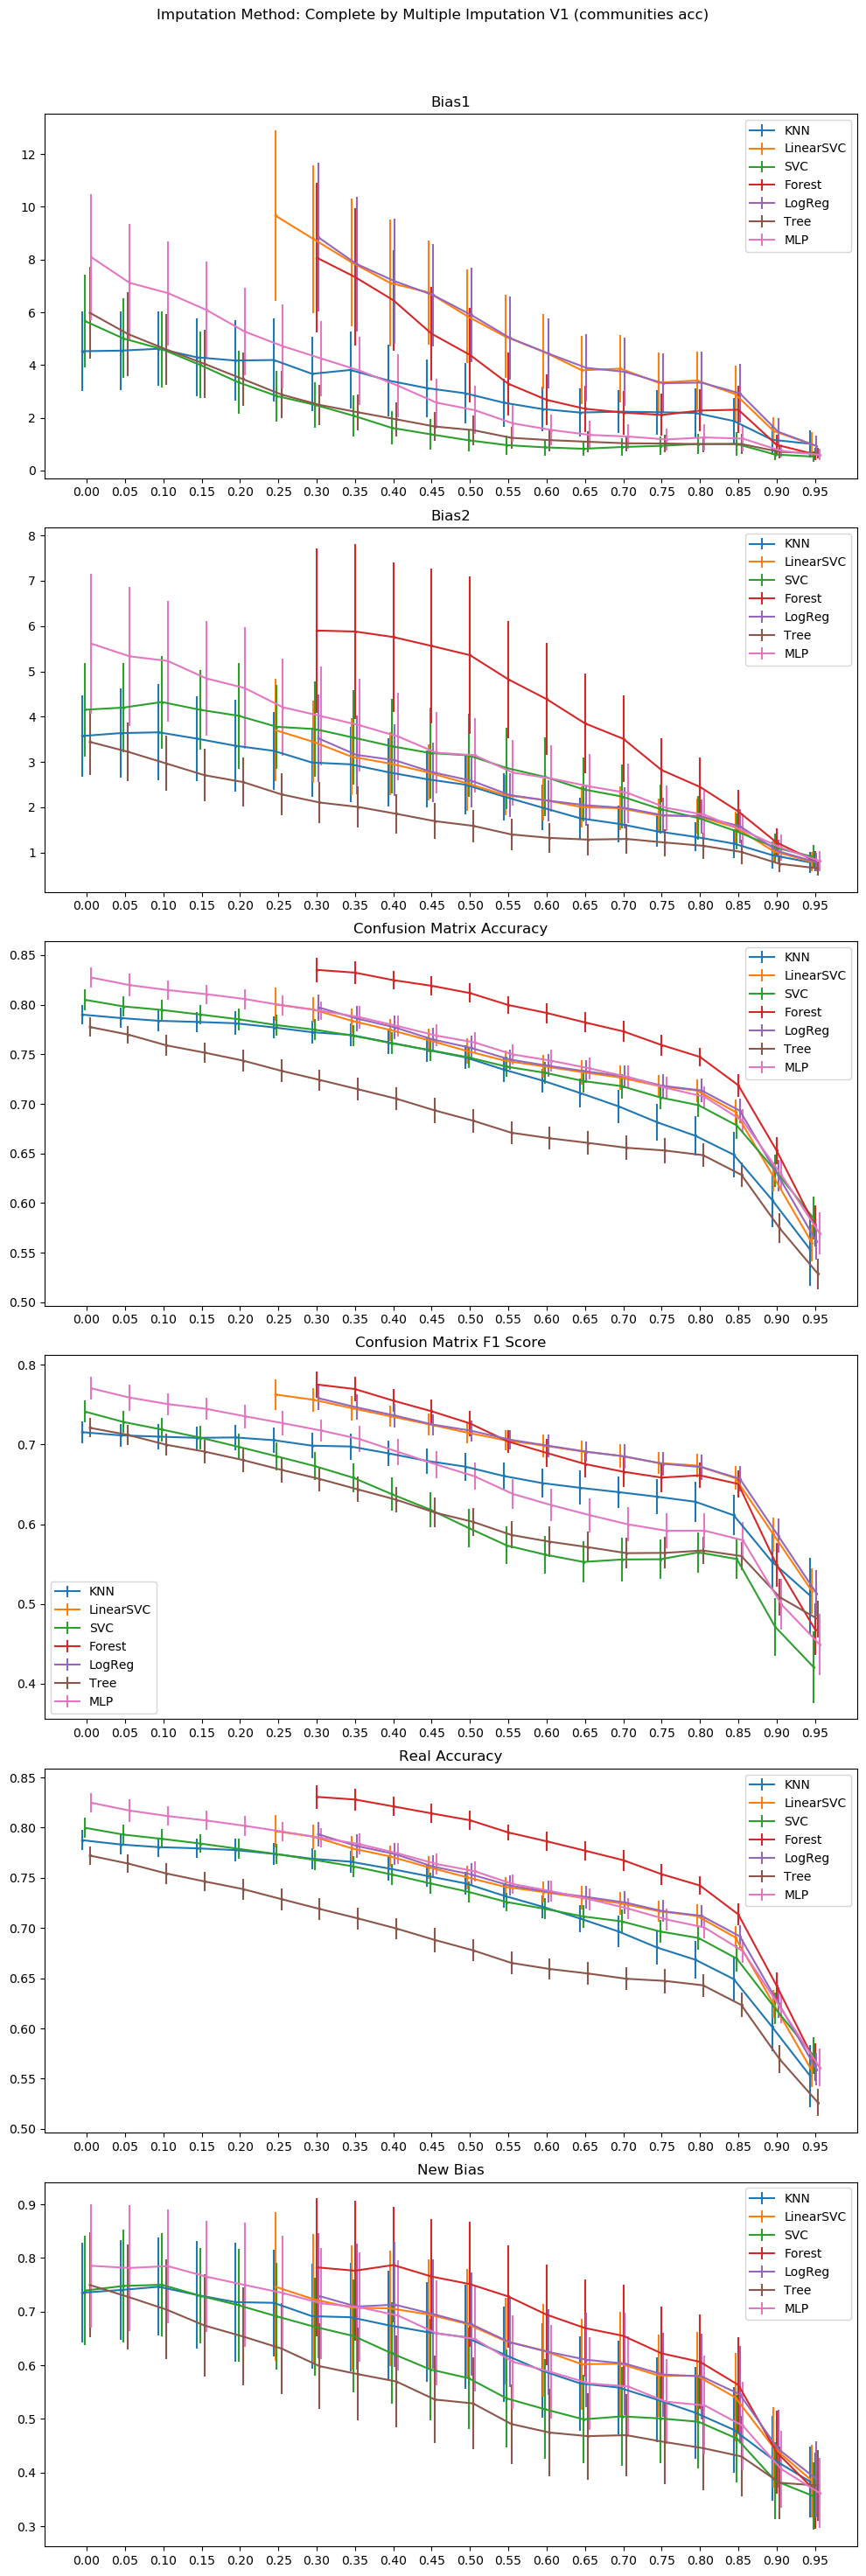 Imputation Method: Complete by Multiple Imputation V1 (communities acc)
Bias1
12
10
8
6
4
2
0
KNN
LinearSVC
SVC
Forest
LogReg
Tree
MLP
0.00 0.05 0.10 0.15 0.20 0.25 0.30 0.35 0.40 0.45 0.50 0.55 0.60 0.65 0.70 0.75 0.80 0.85 0.90 0.95
Bias2
8
7
6
5
4
3
2
1
KNN
LinearSVC
SVC
Forest
LogReg
Tree
MLP
0.00 0.05 0.10 0.15 0.20 0.25 0.30 0.35 0.40 0.45 0.50 0.55 0.60 0.65 0.70 0.75 0.80 0.85 0.90 0.95
Confusion Matrix Accuracy
0.85
0.80
0.75
0.70
0.65
0.60
0.55
0.50
KNN
LinearSVC
SVC
Forest
LogReg
Tree
MLP
0.00 0.05 0.10 0.15 0.20 0.25 0.30 0.35 0.40 0.45 0.50 0.55 0.60 0.65 0.70 0.75 0.80 0.85 0.90 0.95
Confusion Matrix F1 Score
0.8
0.7
0.6
0.5
0.4
KNN
LinearSVC
SVC
Forest
LogReg
Tree
MLP
0.00 0.05 0.10 0.15 0.20 0.25 0.30 0.35 0.40 0.45 0.50 0.55 0.60 0.65 0.70 0.75 0.80 0.85 0.90 0.95
Real Accuracy
0.85
0.80
0.75
0.70
0.65
0.60
0.55
0.50
KNN
LinearSVC
SVC
Forest
LogReg
Tree
MLP
0.00 0.05 0.10 0.15 0.20 0.25 0.30 0.35 0.40 0.45 0.50 0.55 0.60 0.65 0.70 0.75 0.80 0.85 0.90 0.95
New Bias
0.9
0.8
0.7
0.6
0.5
0.4
0.3
KNN
LinearSVC
SVC
Forest
LogReg
Tree
MLP
0.00 0.05 0.10 0.15 0.20 0.25 0.30 0.35 0.40 0.45 0.50 0.55 0.60 0.65 0.70 0.75 0.80 0.85 0.90 0.95